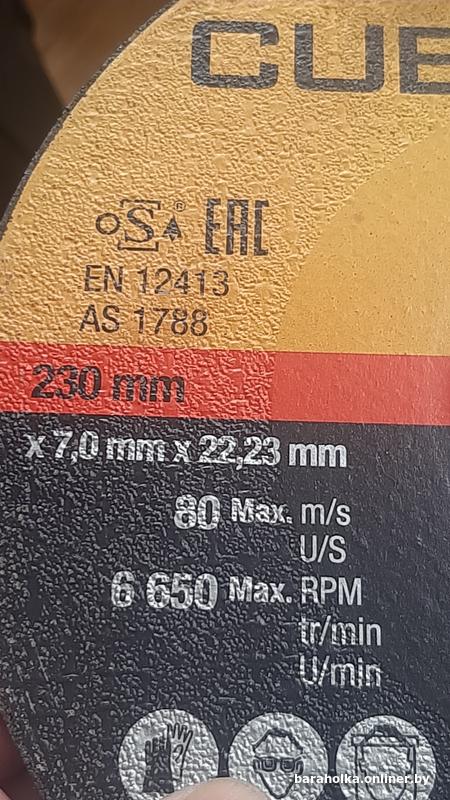 oSA® EAC
EN 12413
AS 1788
230 mm
x 7,0 mm x 22,23 mm
80 Max. m/s
U/S
6 650 Max. RPM
tr/min
U/min
baraholka.onliner.by